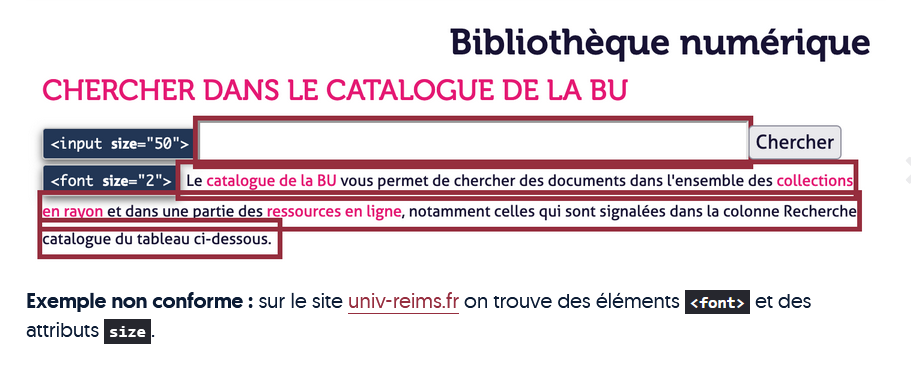 Bibliothèque numérique
CHERCHER DANS LE CATALOGUE DE LA BU
<input size="50"> Chercher
<font size="2"> Le catalogue de la BU vous permet de chercher des documents dans l'ensemble des collections
en rayon et dans une partie des ressources en ligne, notamment celles qui sont signalées dans la colonne Recherche
catalogue du tableau ci-dessous.
Exemple non conforme : sur le site univ-reims.fr on trouve des éléments <font> et des
attributs size.